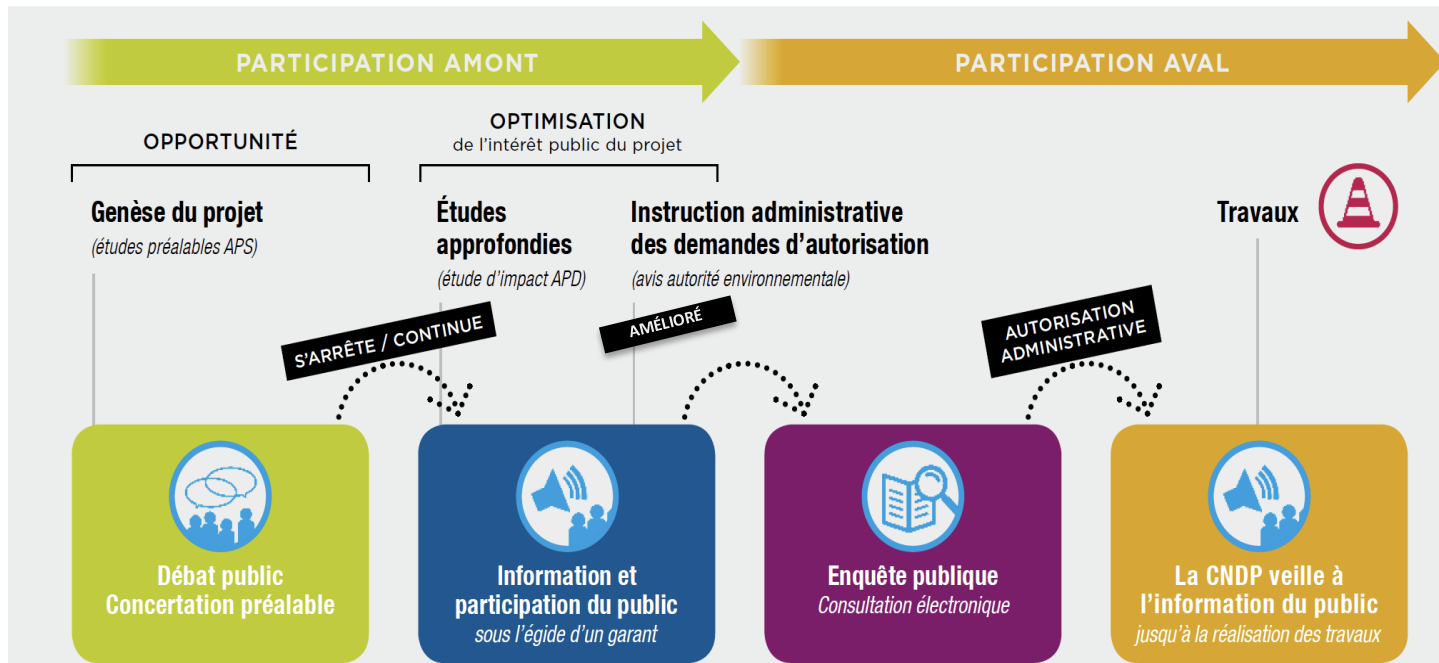 PARTICIPATION AMONT
PARTICIPATION AVAL
OPPORTUNITÉ
OPTIMISATION
de l’intérêt public du projet
Genèse du projet
(études préalables APS)
Études
approfondies
(étude d’impact APD)
Instruction administrative
des demandes d’autorisation
(avis autorité environnementale)
Travaux
S’ARRÊTE / CONTINUE
AMÉLIORÉ
AUTORISATION
ADMINISTRATIVE
Débat public
Concertation préalable
Information et
participation du public
sous l’égide d’un garant
Enquête publique
Consultation électronique
La CNDP veille à
l’information du public
jusqu’à la réalisation des travaux